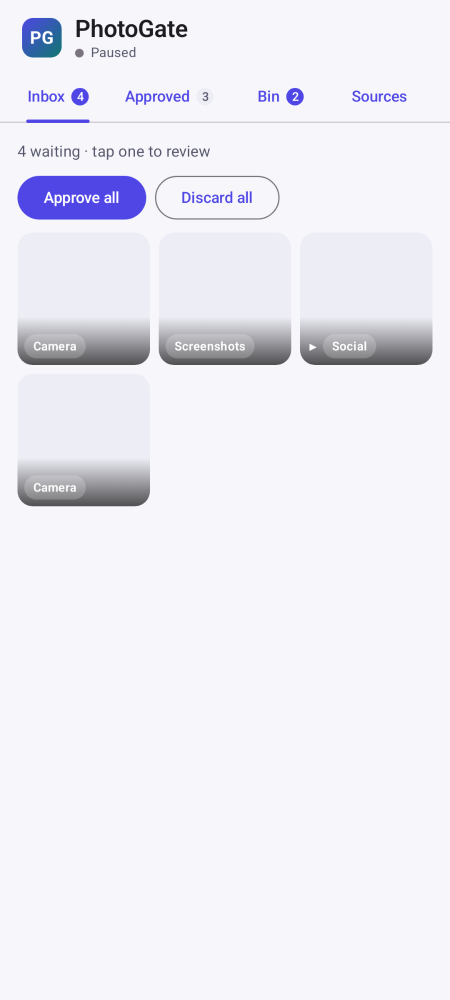 PG
PhotoGate
Paused
Inbox 4
Approved 3
Bin 2
Sources
4 waiting · tap one to review
Approve all
Discard all
Camera
Screenshots
▶ Social
Camera